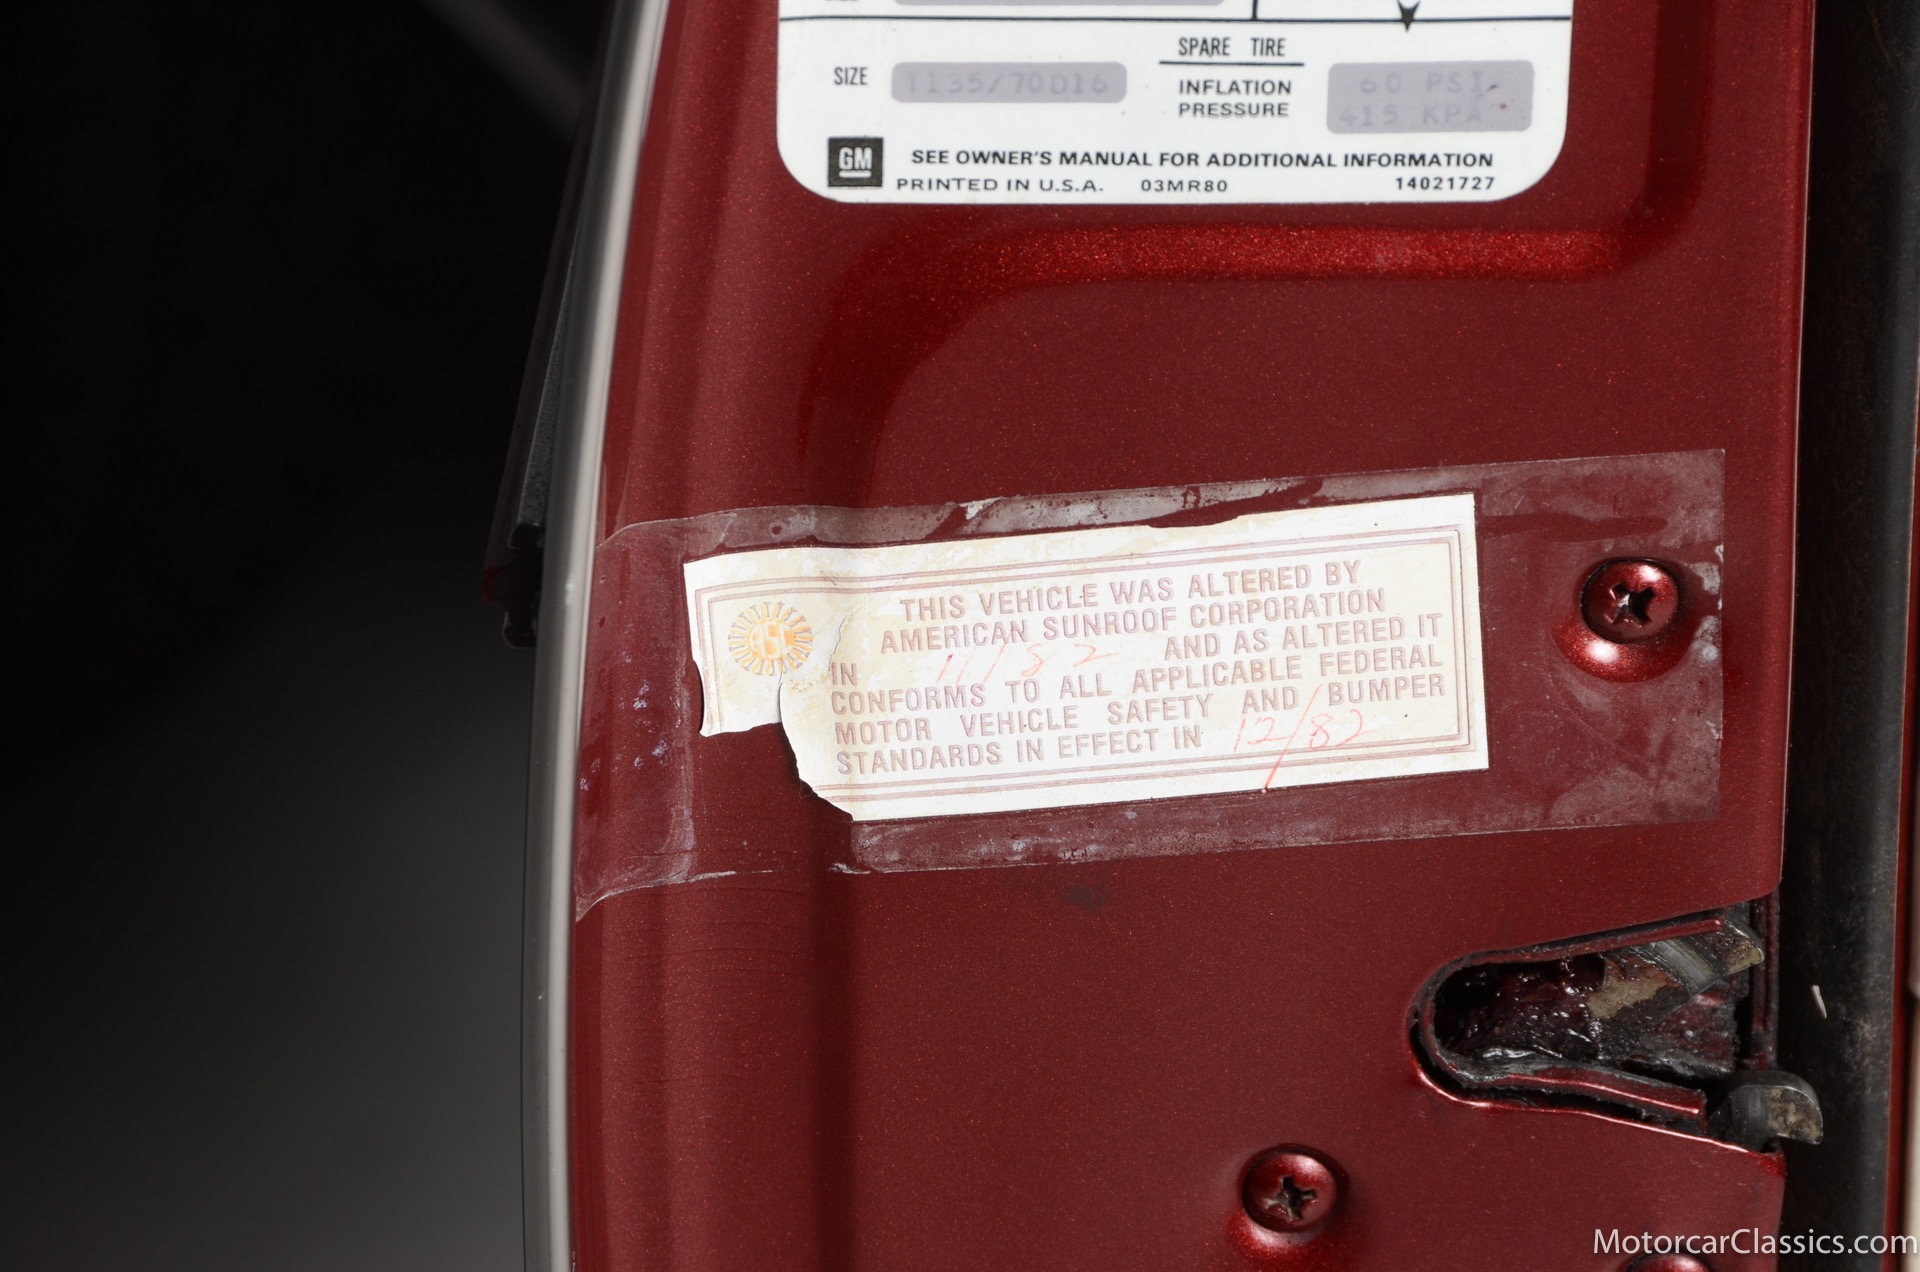 SPARE TIRE
SIZE T135/70D16 INFLATION PRESSURE 60 PSI 415 KPA
GM SEE OWNER'S MANUAL FOR ADDITIONAL INFORMATION
PRINTED IN U.S.A. 03MR80 14021727
ASC
THIS VEHICLE WAS ALTERED BY
AMERICAN SUNROOF CORPORATION
IN 11/82 AND AS ALTERED IT
CONFORMS TO ALL APPLICABLE FEDERAL
MOTOR VEHICLE SAFETY AND BUMPER
STANDARDS IN EFFECT IN 12/82
MotorcarClassics.com